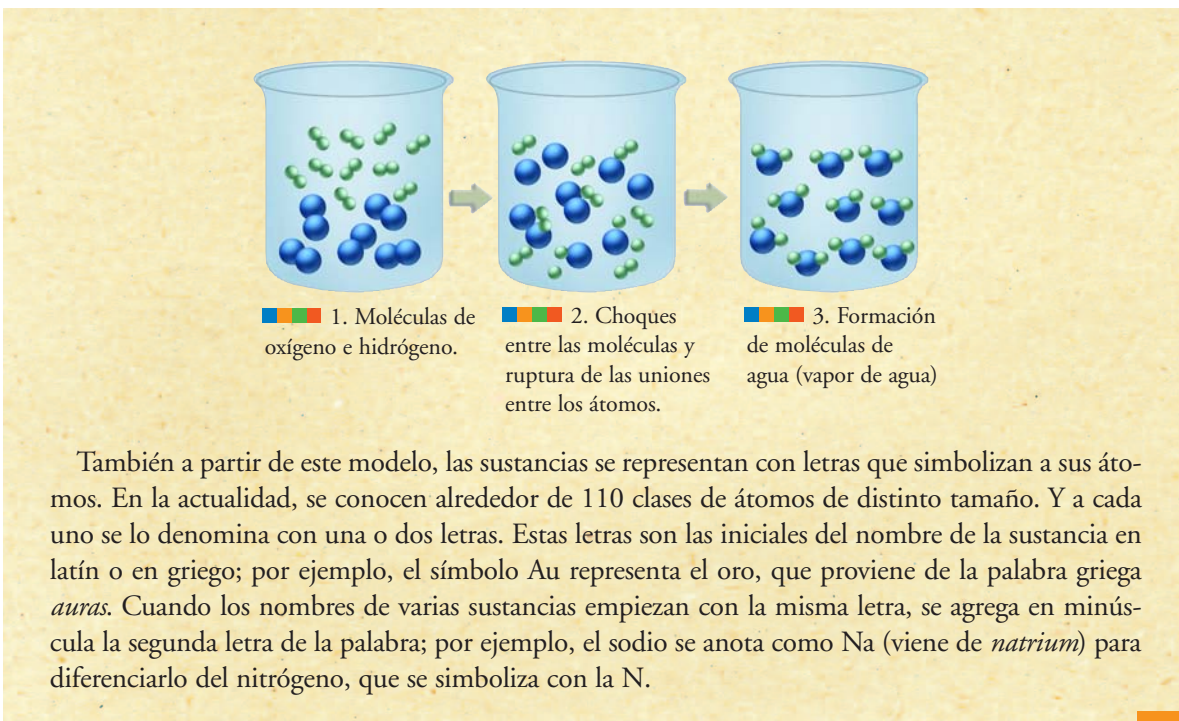 1. Moléculas de
oxígeno e hidrógeno.
2. Choques
entre las moléculas y
ruptura de las uniones
entre los átomos.
3. Formación
de moléculas de
agua (vapor de agua)
También a partir de este modelo, las sustancias se representan con letras que simbolizan a sus áto-
mos. En la actualidad, se conocen alrededor de 110 clases de átomos de distinto tamaño. Y a cada
uno se lo denomina con una o dos letras. Estas letras son las iniciales del nombre de la sustancia en
latín o en griego; por ejemplo, el símbolo Au representa el oro, que proviene de la palabra griega
auras. Cuando los nombres de varias sustancias empiezan con la misma letra, se agrega en minús-
cula la segunda letra de la palabra; por ejemplo, el sodio se anota como Na (viene de natrium) para
diferenciarlo del nitrógeno, que se simboliza con la N.